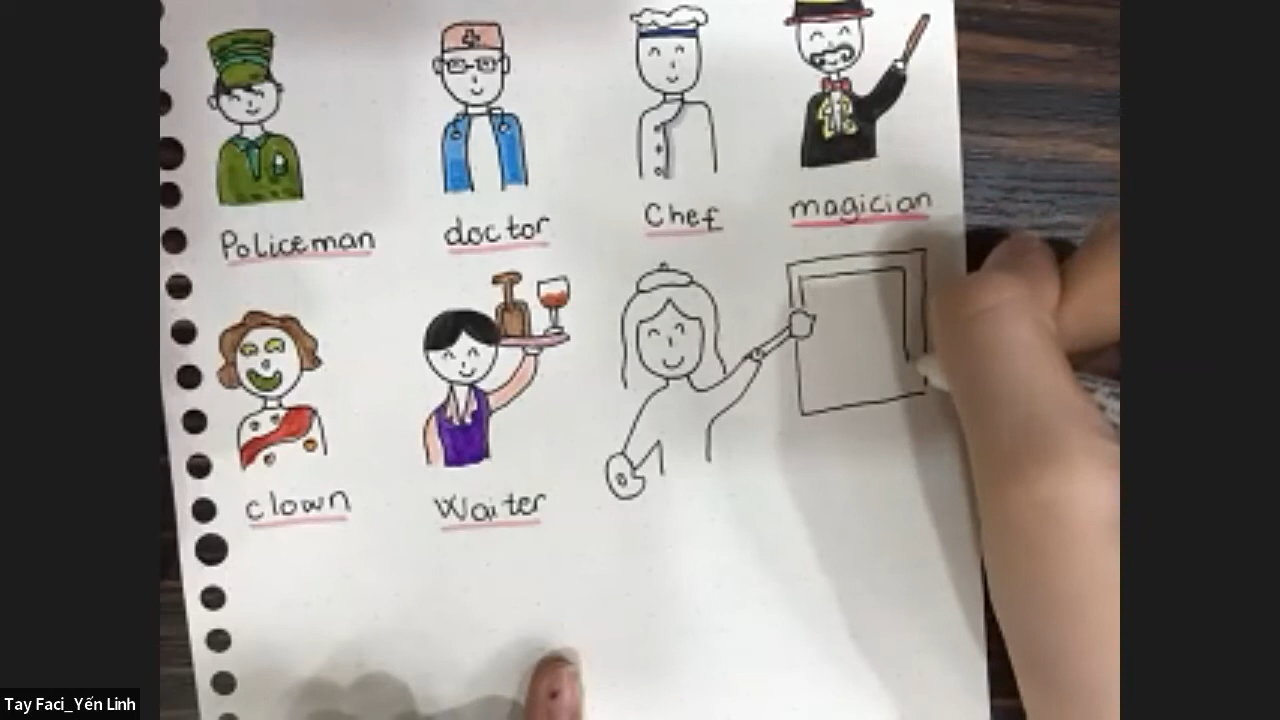 Policeman
doctor
Chef
magician
clown
Waiter
Tay Faci_Yến Linh